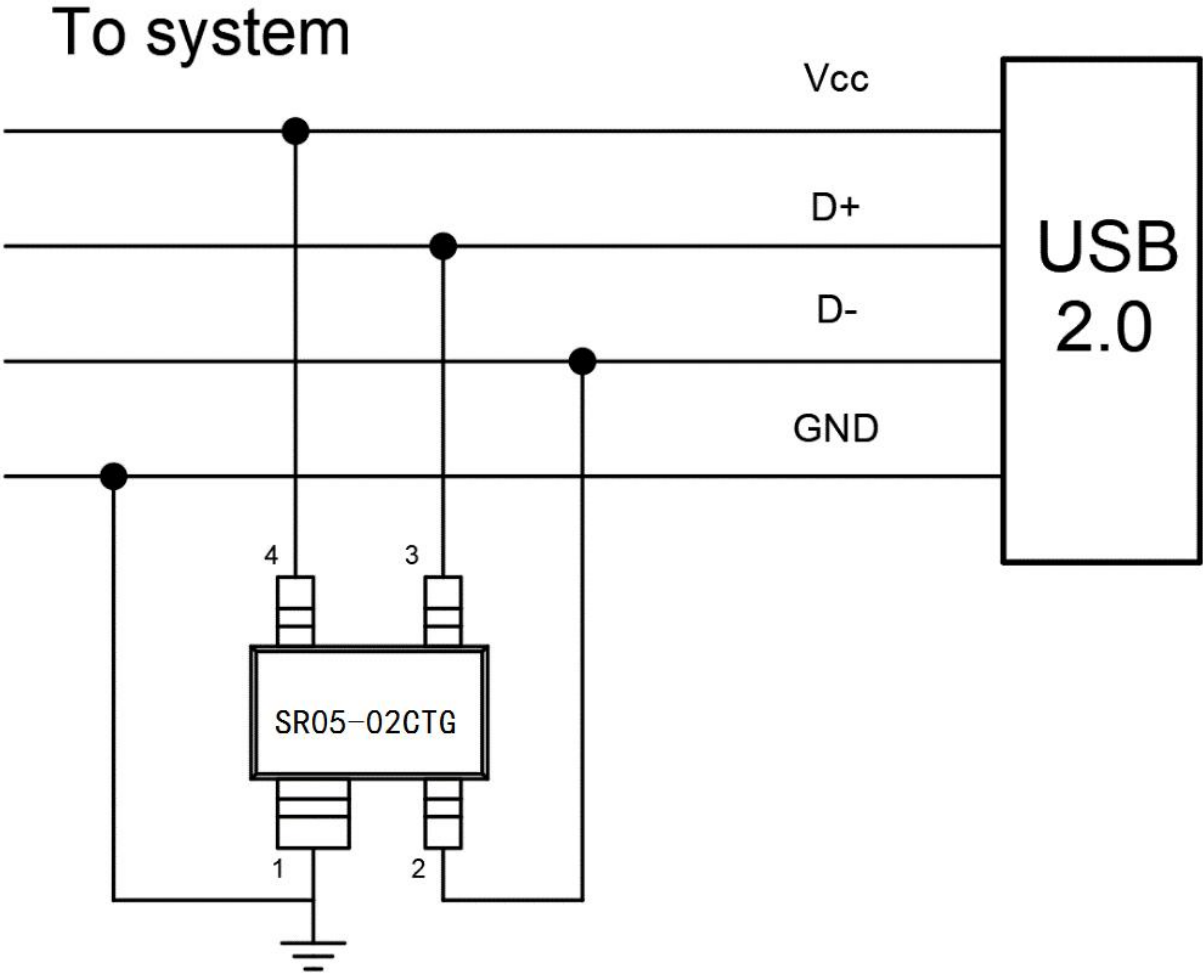 To system
Vcc
D+
USB
2.0
D-
GND
4
3
SR05-02CTG
1
2